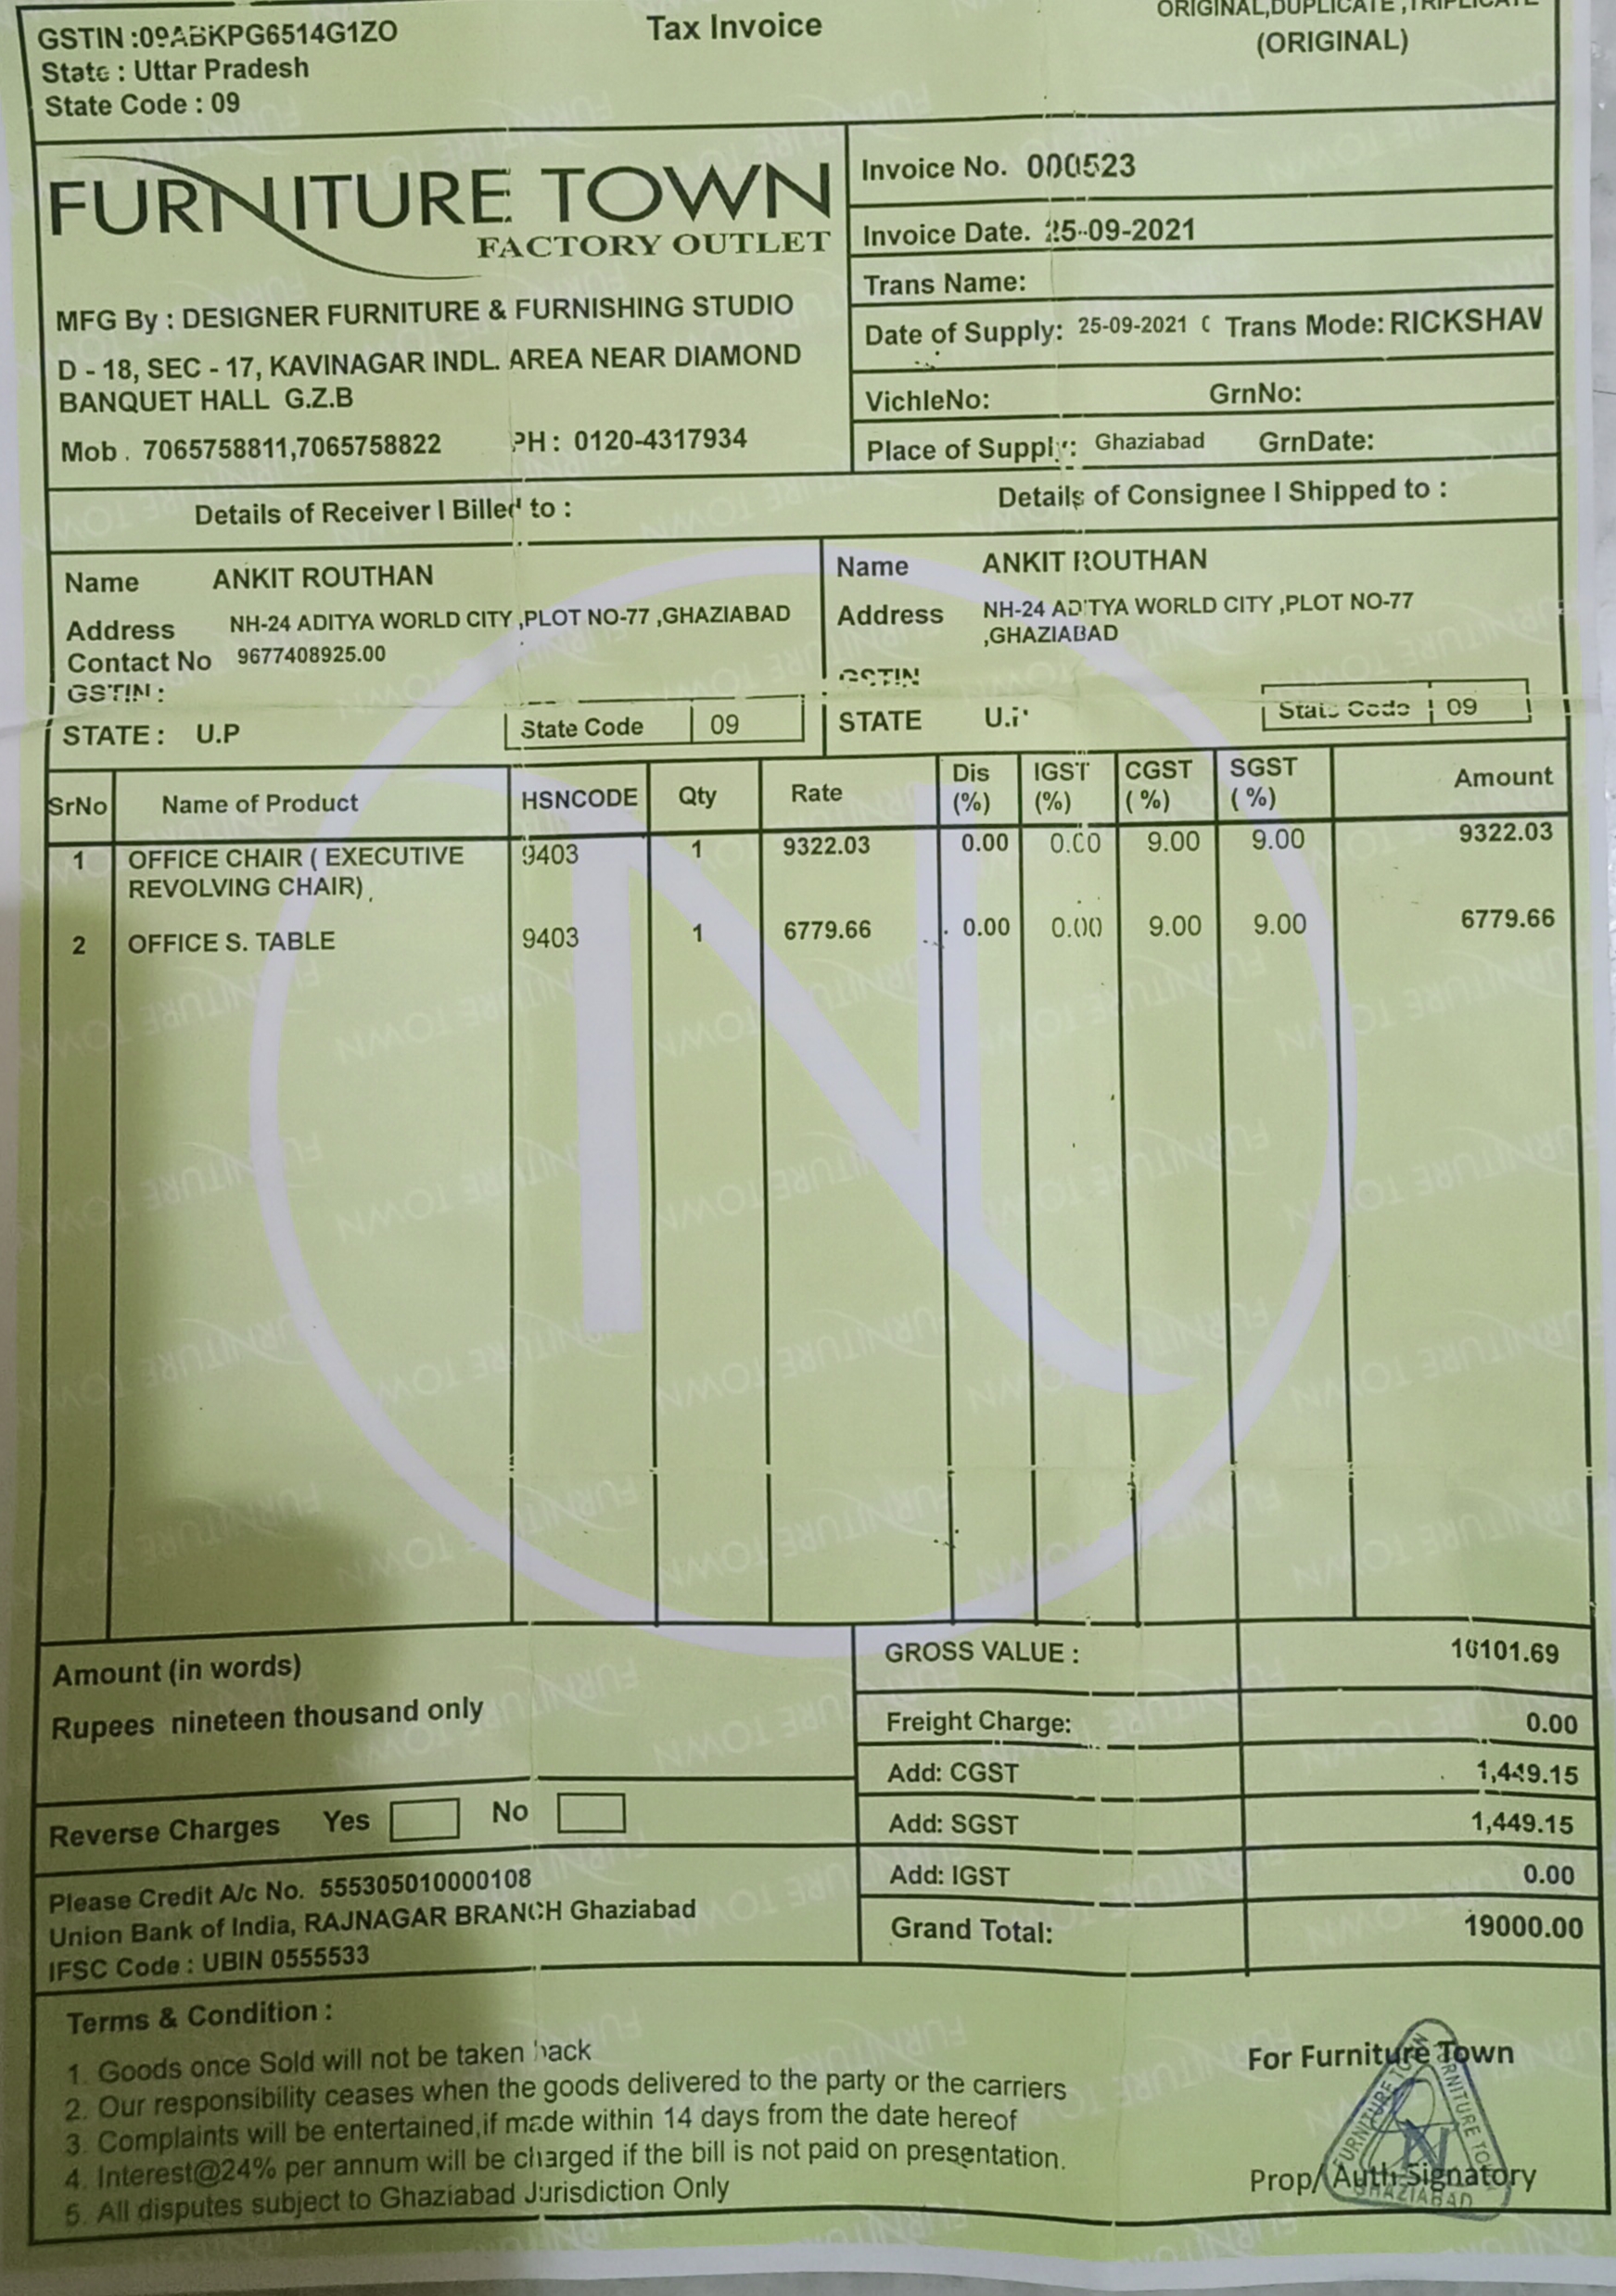 GSTIN :09ABKPG6514G1ZO
State : Uttar Pradesh
State Code : 09
Tax Invoice
ORIGINAL,DUPLICATE ,TRIPLICATE
(ORIGINAL)
FURNITURE TOWN
FACTORY OUTLET
MFG By : DESIGNER FURNITURE & FURNISHING STUDIO
D - 18, SEC - 17, KAVINAGAR INDL. AREA NEAR DIAMOND
BANQUET HALL G.Z.B
Mob . 7065758811,7065758822 PH : 0120-4317934
Invoice No. 000523
Invoice Date. 25-09-2021
Trans Name:
Date of Supply: 25-09-2021 Trans Mode: RICKSHAW
VichleNo: GrnNo:
Place of Supply: Ghaziabad GrnDate:
Details of Receiver I Billed to :
Name ANKIT ROUTHAN
Address NH-24 ADITYA WORLD CITY ,PLOT NO-77 ,GHAZIABAD
Contact No 9677408925.00
GSTIN :
STATE : U.P State Code 09
Details of Consignee I Shipped to :
Name ANKIT ROUTHAN
Address NH-24 ADITYA WORLD CITY ,PLOT NO-77
,GHAZIABAD
GSTIN
STATE U.P State Code 09
SrNo Name of Product HSNCODE Qty Rate Dis (%) IGST (%) CGST ( %) SGST ( %) Amount
1 OFFICE CHAIR ( EXECUTIVE 9403 1 9322.03 0.00 0.00 9.00 9.00 9322.03
REVOLVING CHAIR)
2 OFFICE S. TABLE 9403 1 6779.66 0.00 0.00 9.00 9.00 6779.66
Amount (in words)
Rupees nineteen thousand only
Reverse Charges Yes No
Please Credit A/c No. 555305010000108
Union Bank of India, RAJNAGAR BRANCH Ghaziabad
IFSC Code : UBIN 0555533
GROSS VALUE : 16101.69
Freight Charge: 0.00
Add: CGST 1,449.15
Add: SGST 1,449.15
Add: IGST 0.00
Grand Total: 19000.00
Terms & Condition :
1. Goods once Sold will not be taken back
2. Our responsibility ceases when the goods delivered to the party or the carriers
3. Complaints will be entertained,if made within 14 days from the date hereof
4. Interest@24% per annum will be charged if the bill is not paid on presentation.
5. All disputes subject to Ghaziabad Jurisdiction Only
For Furniture Town
FURNITURE TOWN
FURNITURE TOWN
GHAZIABAD
N
Prop/ Auth Signatory